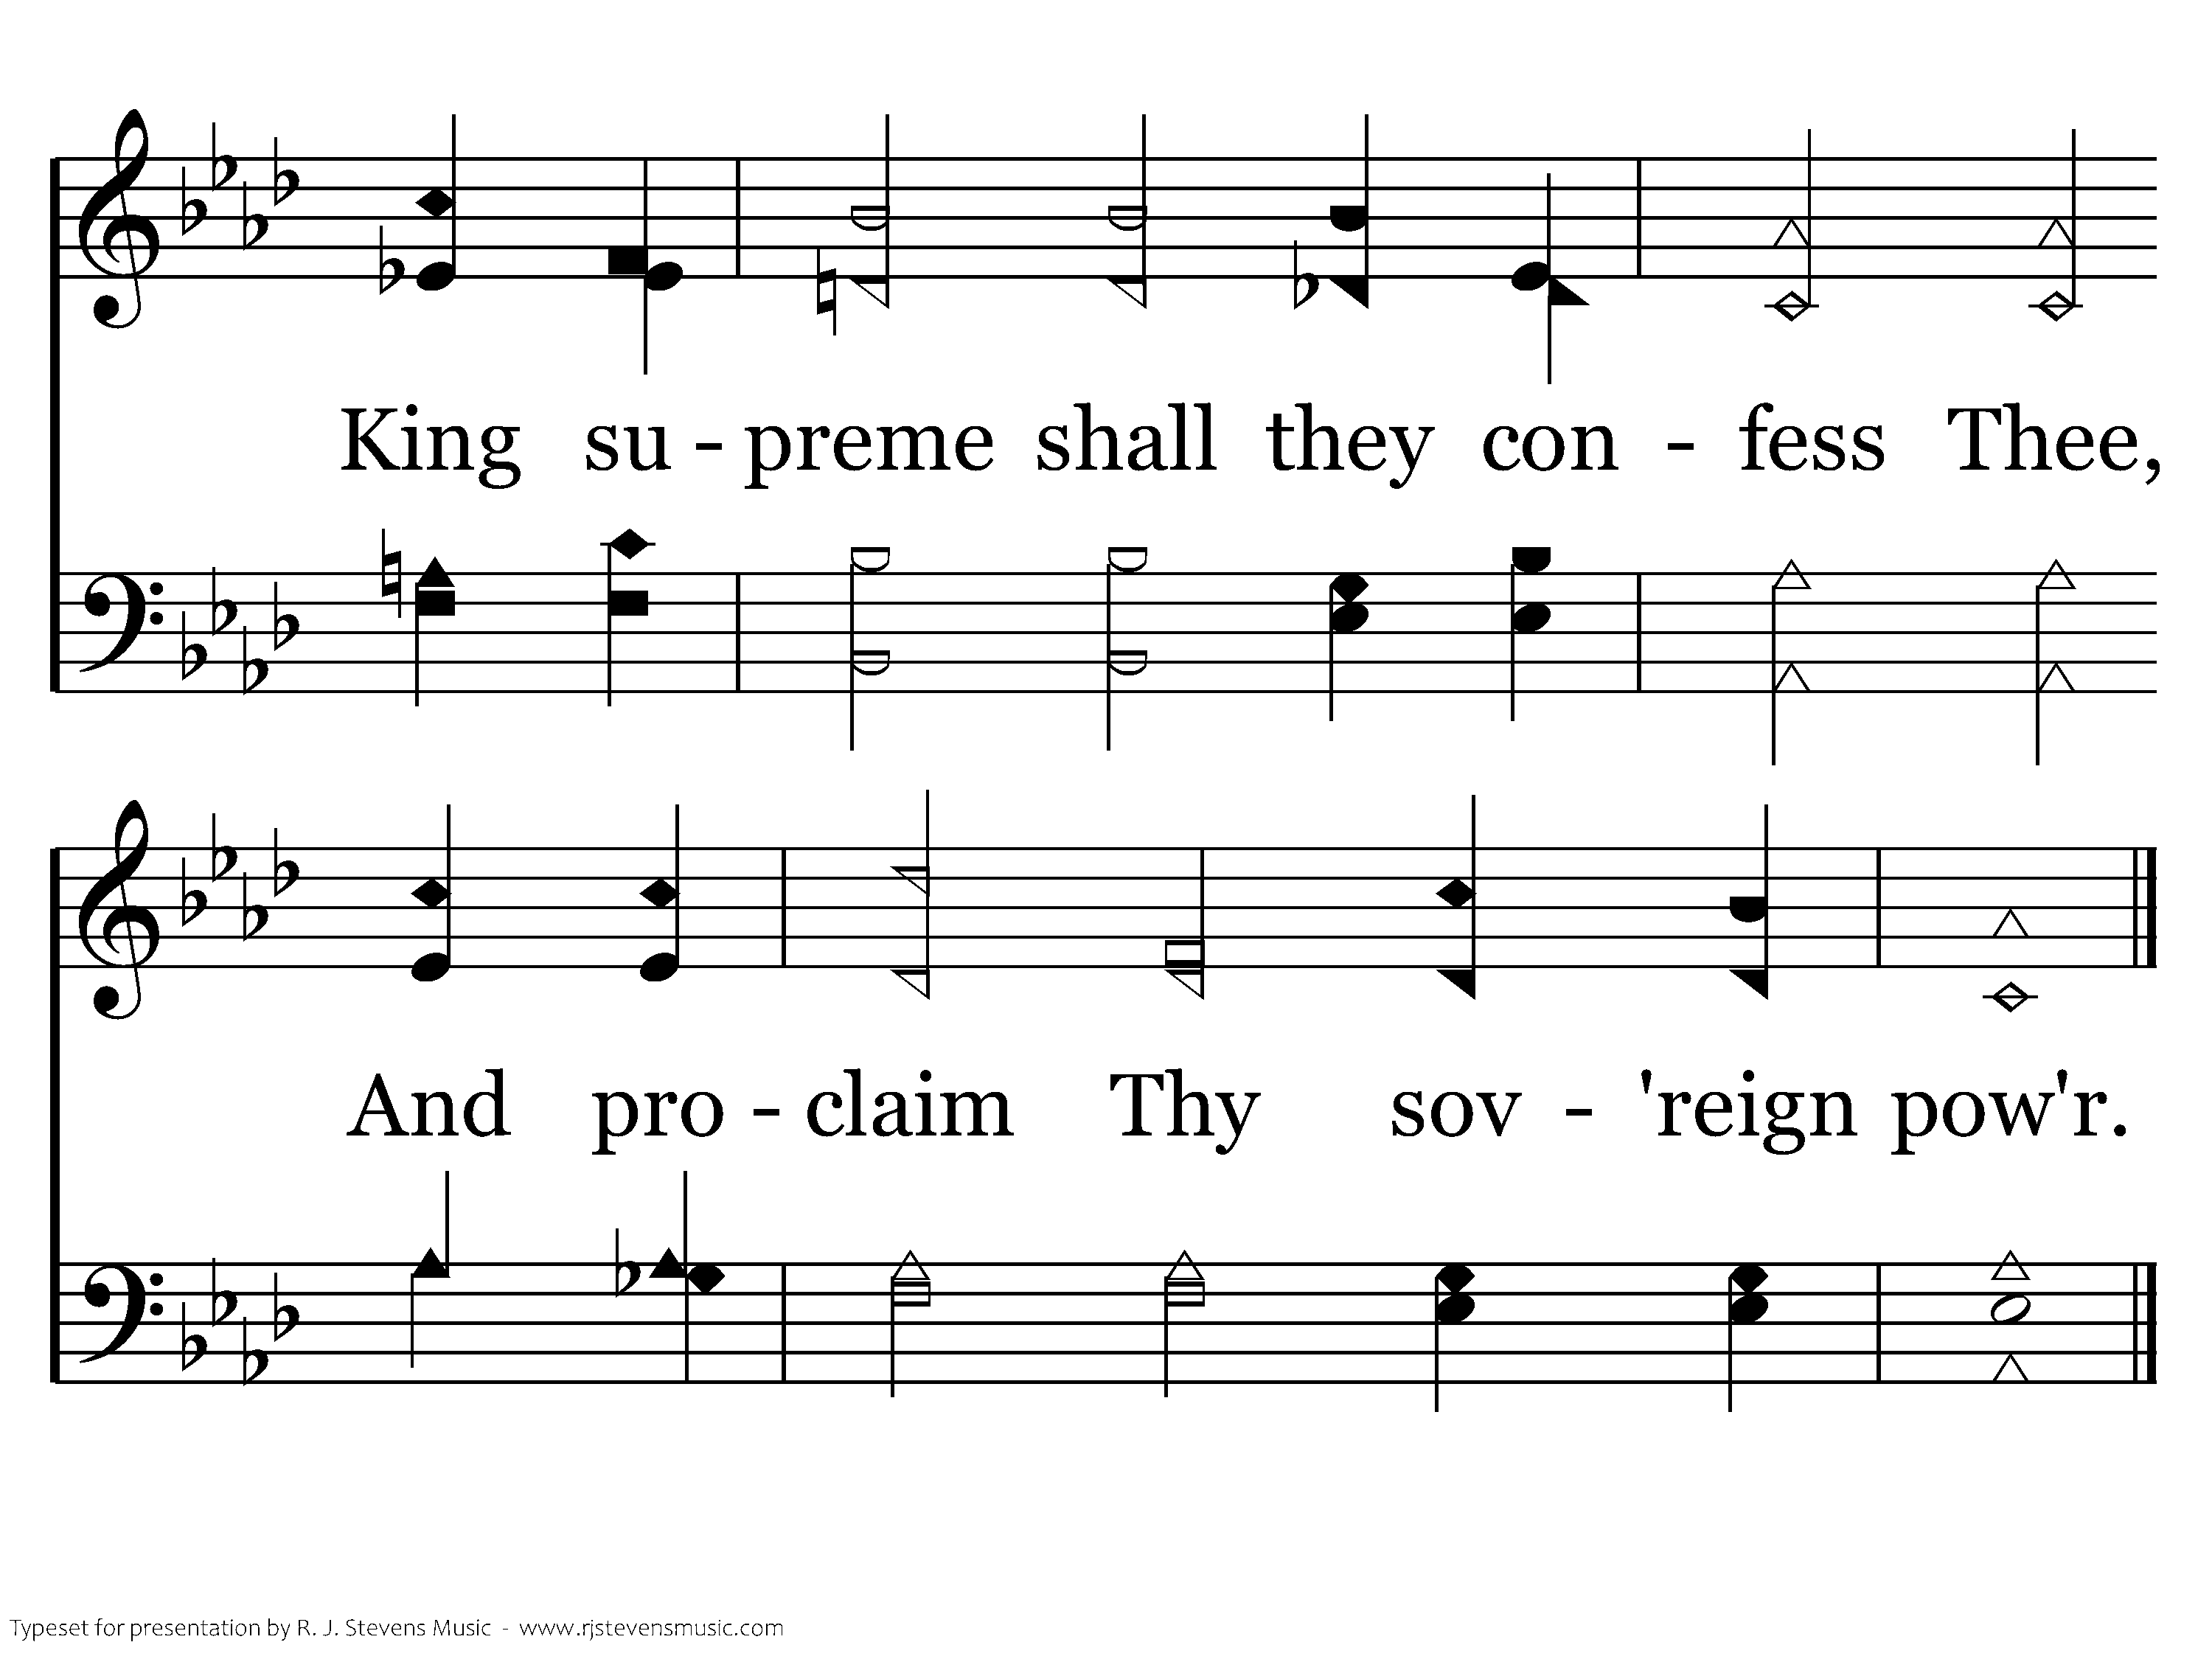 King su - preme shall they con - fess Thee,
And pro - claim Thy sov - 'reign pow'r.
Typeset for presentation by R. J. Stevens Music - www.rjstevensmusic.com